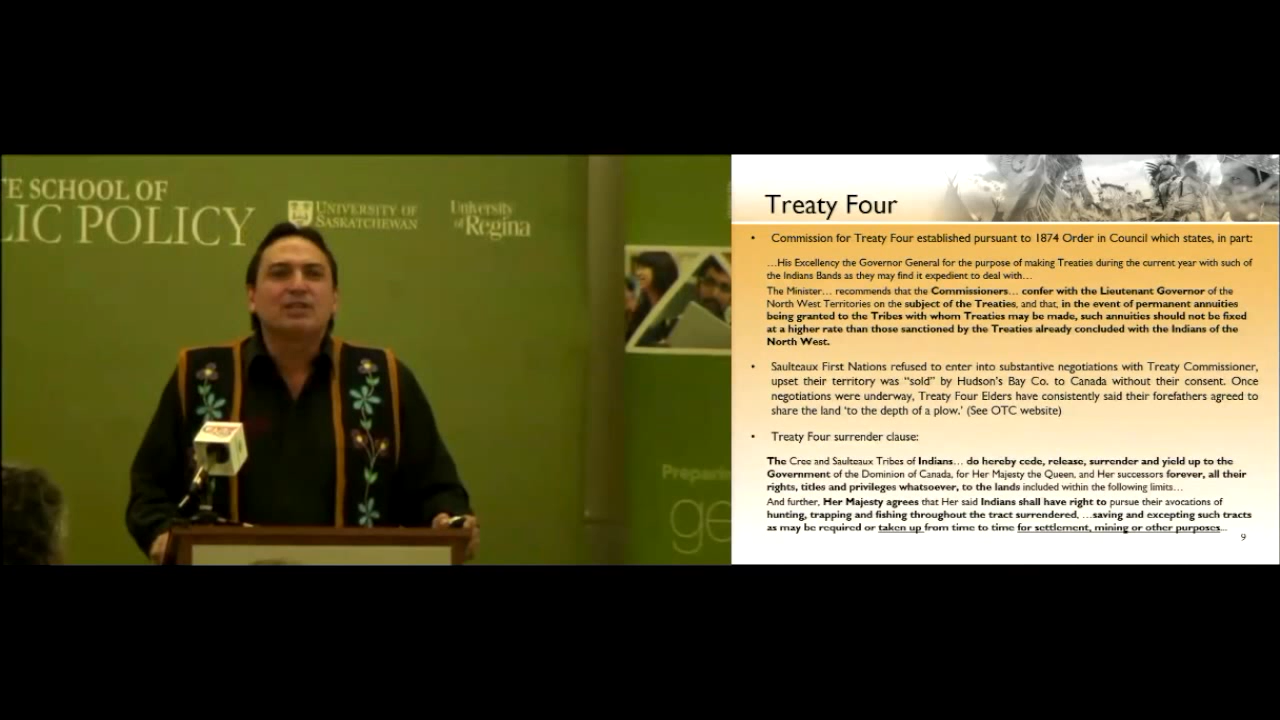 TE SCHOOL OF
LIC POLICY
UNIVERSITY OF
SASKATCHEWAN
University
of Regina
Preparing
ge
Treaty Four
• Commission for Treaty Four established pursuant to 1874 Order in Council which states, in part:
…His Excellency the Governor General for the purpose of making Treaties during the current year with such of
the Indians Bands as they may find it expedient to deal with…
The Minister… recommends that the Commissioners… confer with the Lieutenant Governor of the
North West Territories on the subject of the Treaties, and that, in the event of permanent annuities
being granted to the Tribes with whom Treaties may be made, such annuities should not be fixed
at a higher rate than those sanctioned by the Treaties already concluded with the Indians of the
North West.
• Saulteaux First Nations refused to enter into substantive negotiations with Treaty Commissioner,
upset their territory was “sold” by Hudson’s Bay Co. to Canada without their consent. Once
negotiations were underway, Treaty Four Elders have consistently said their forefathers agreed to
share the land ‘to the depth of a plow.’ (See OTC website)
• Treaty Four surrender clause:
The Cree and Saulteaux Tribes of Indians… do hereby cede, release, surrender and yield up to the
Government of the Dominion of Canada, for Her Majesty the Queen, and Her successors forever, all their
rights, titles and privileges whatsoever, to the lands included within the following limits…
And further, Her Majesty agrees that Her said Indians shall have right to pursue their avocations of
hunting, trapping and fishing throughout the tract surrendered, …saving and excepting such tracts
as may be required or taken up from time to time for settlement, mining or other purposes...
9